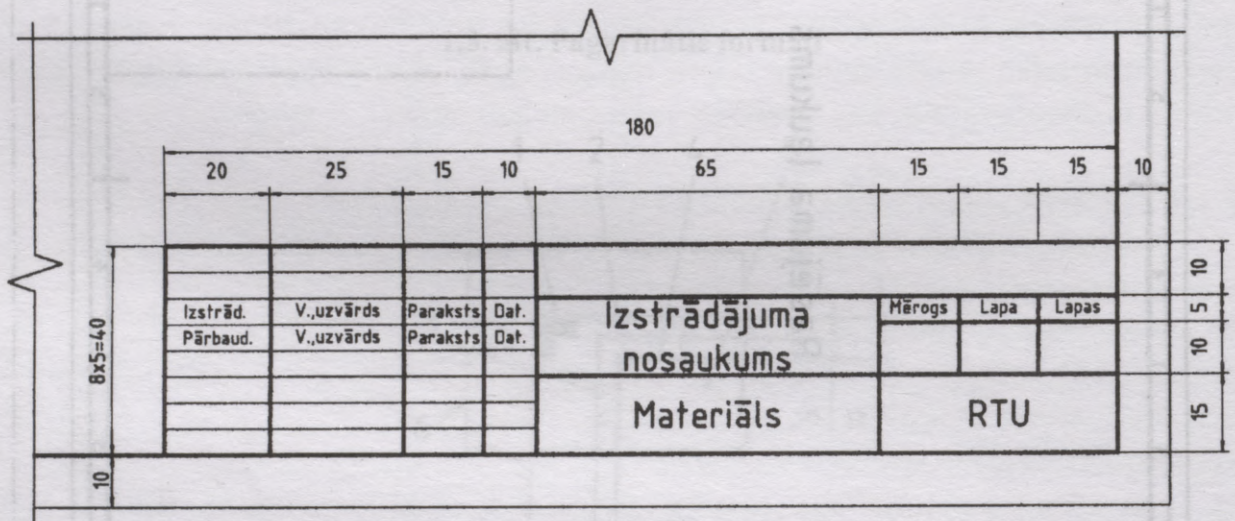 180
20 25 15 10 65 15 15 15 10
10
Izstrād. V.,uzvārds Paraksts Dat. Izstrādājuma Mērogs Lapa Lapas 5
Pārbaud. V.,uzvārds Paraksts Dat. nosaukums 10
8x5=40
Materiāls RTU 15
10